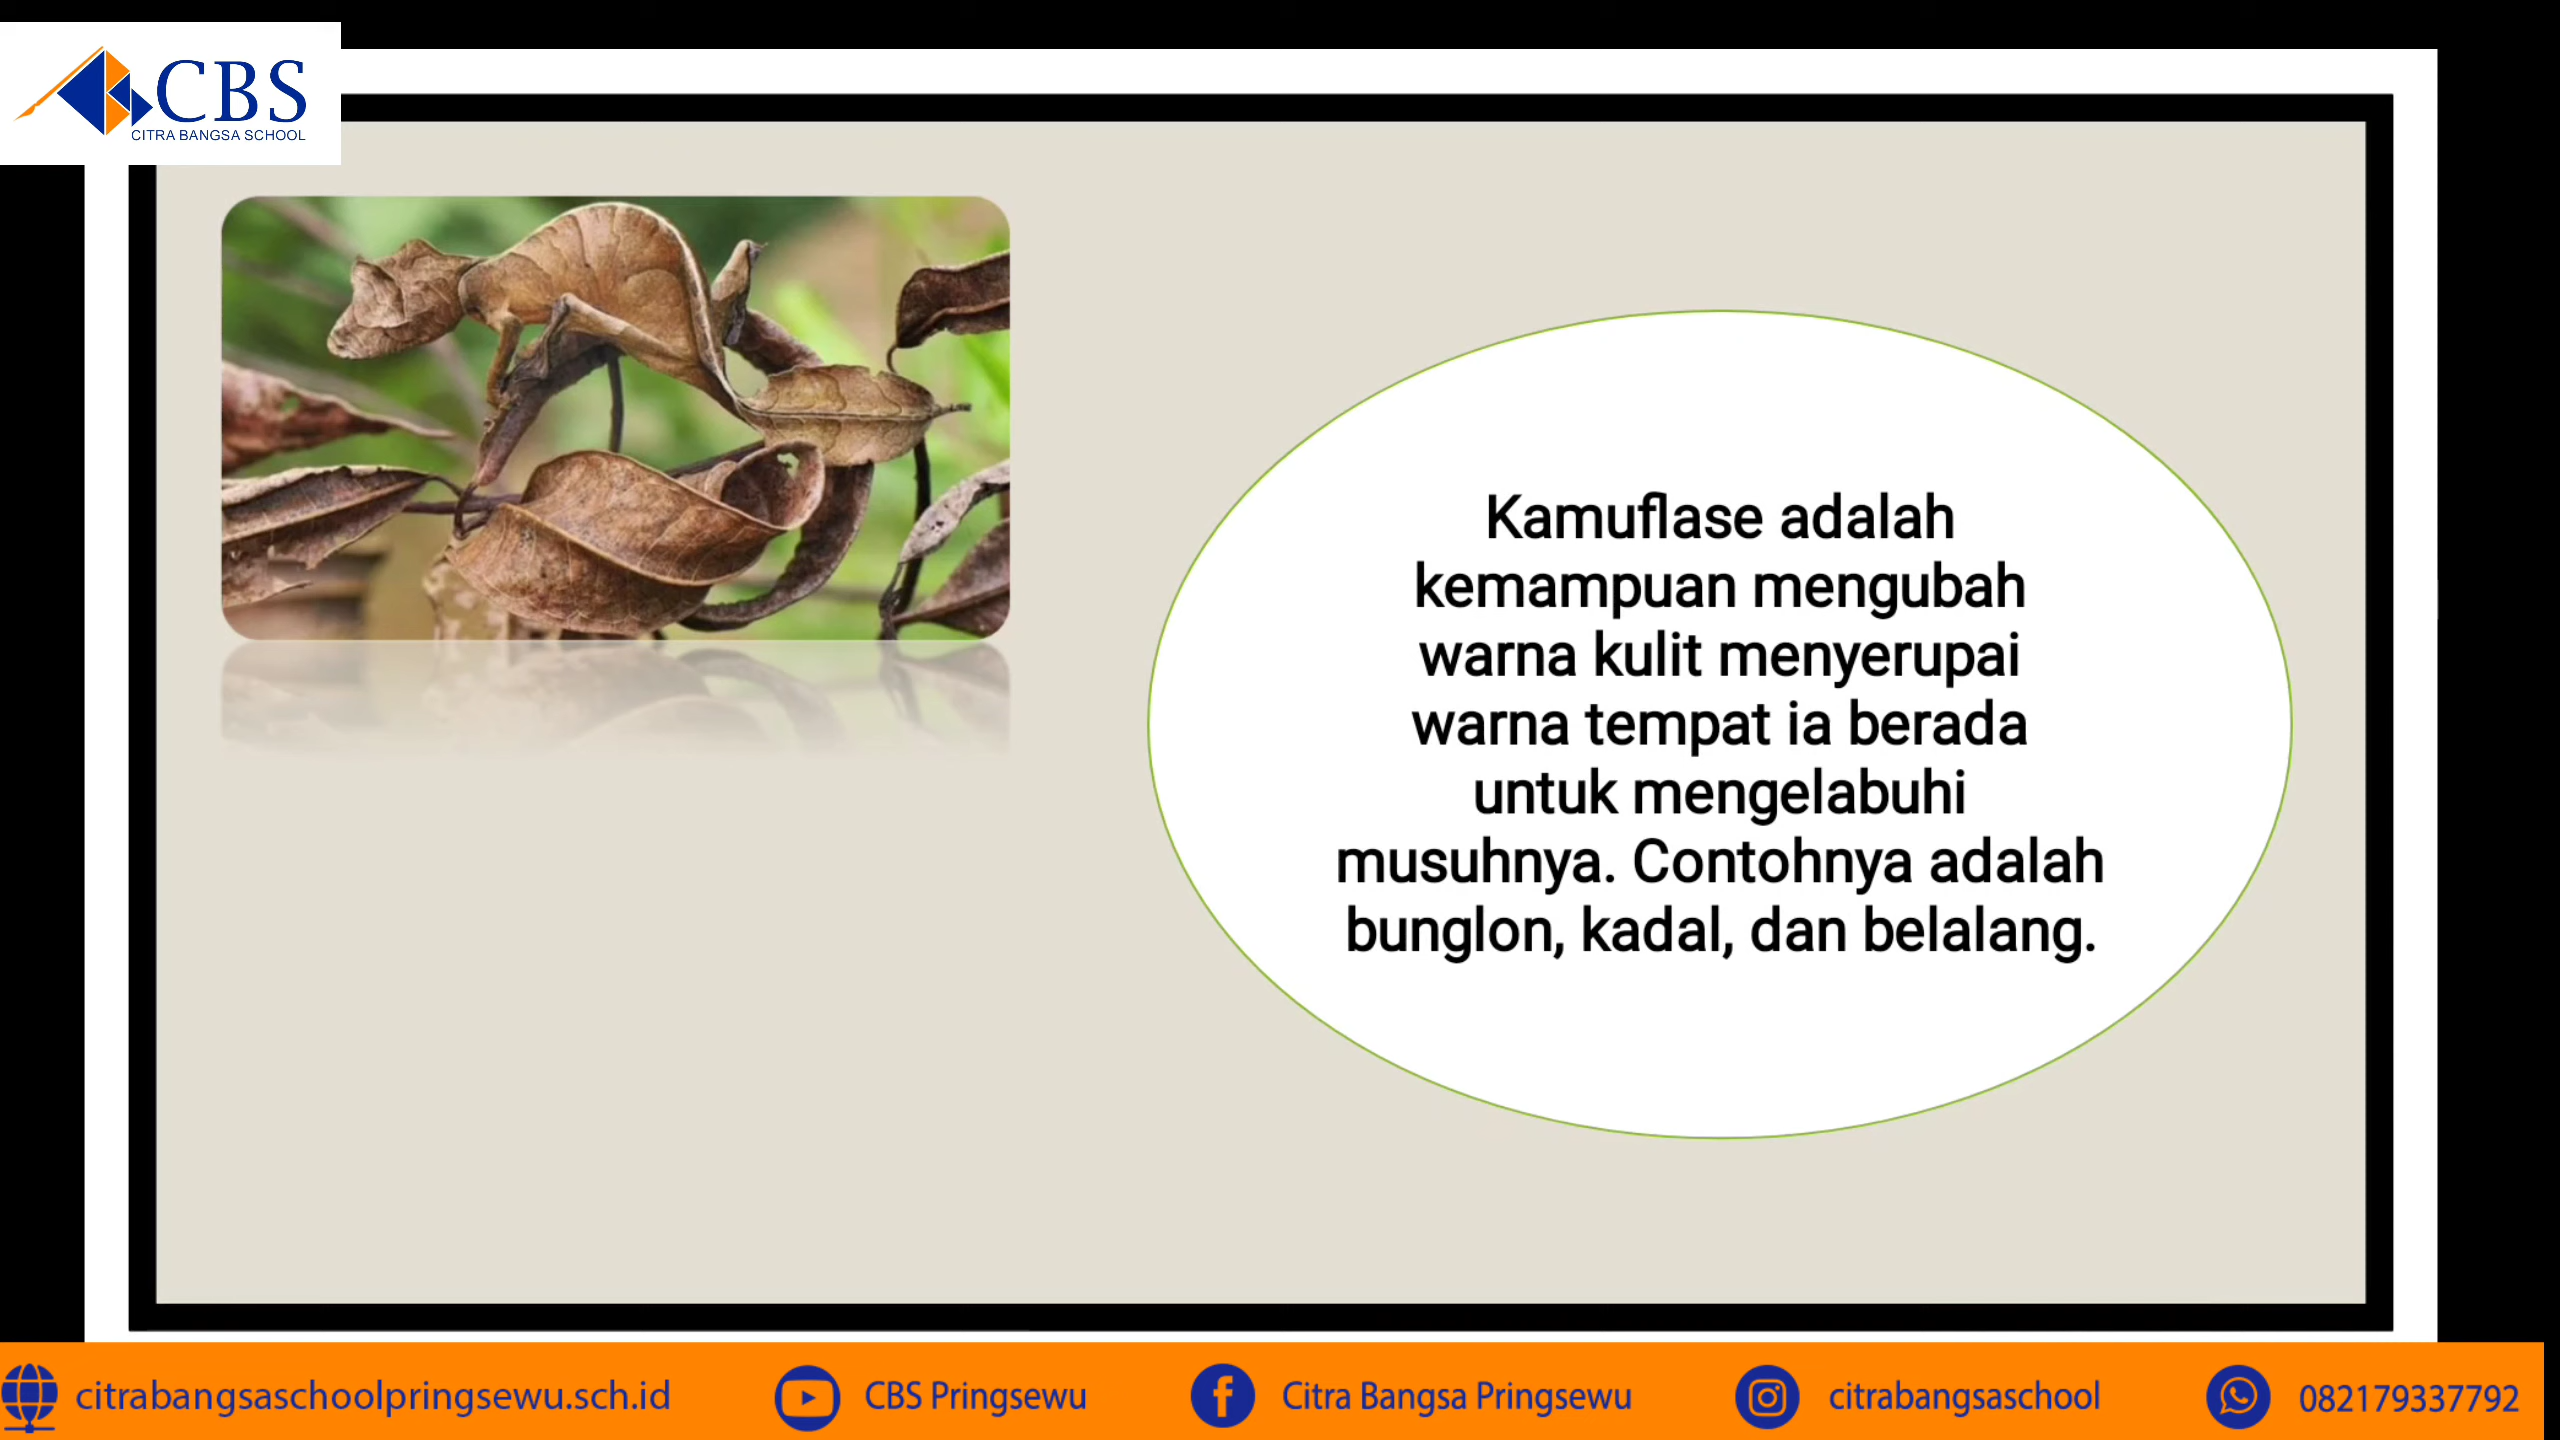 CBS
CITRA BANGSA SCHOOL
Kamuflase adalah
kemampuan mengubah
warna kulit menyerupai
warna tempat ia berada
untuk mengelabuhi
musuhnya. Contohnya adalah
bunglon, kadal, dan belalang.
citrabangsaschoolpringsewu.sch.id
CBS Pringsewu
Citra Bangsa Pringsewu
citrabangsaschool
082179337792